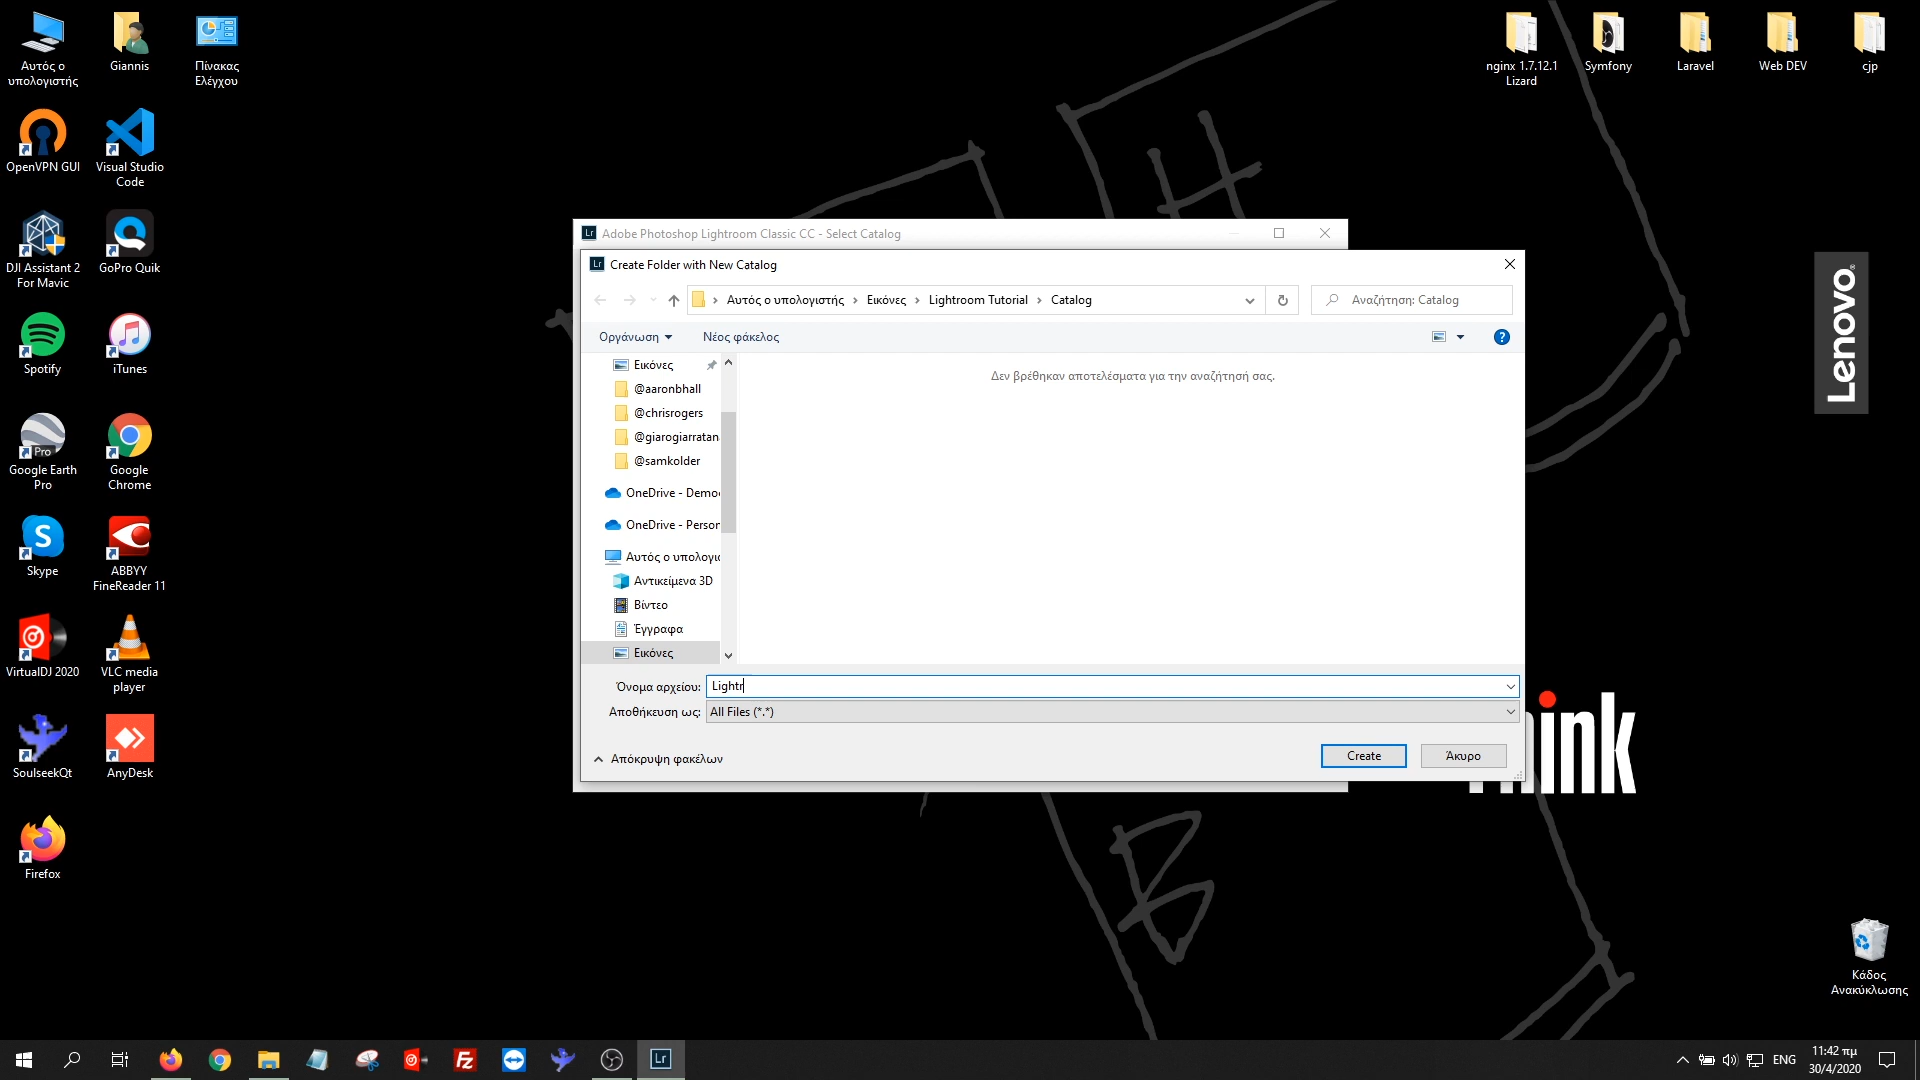 Αυτός ο
υπολογιστής
Giannis
Πίνακας
Ελέγχου
nginx 1.7.12.1
Lizard
Symfony
Laravel
Web DEV
cjp
OpenVPN GUI
Visual Studio
Code
DJI Assistant 2
For Mavic
GoPro Quik
Spotify
iTunes
Pro
Google Earth
Pro
Google
Chrome
Skype
ABBYY
FineReader 11
VirtualDJ 2020
VLC media
player
SoulseekQt
AnyDesk
Firefox
Lr Adobe Photoshop Lightroom Classic CC - Select Catalog
Lr Create Folder with New Catalog
Αυτός ο υπολογιστής › Εικόνες › Lightroom Tutorial › Catalog
Αναζήτηση: Catalog
Οργάνωση
Νέος φάκελος
Εικόνες
@aaronbhall
@chrisrogers
@giarogiarratan
@samkolder
OneDrive - Demo
OneDrive - Person
Αυτός ο υπολογι
Αντικείμενα 3D
Βίντεο
Έγγραφα
Εικόνες
Δεν βρέθηκαν αποτελέσματα για την αναζήτησή σας.
Όνομα αρχείου: Lightr
Αποθήκευση ως: All Files (*.*)
Απόκρυψη φακέλων
Create
Άκυρο
Lenovo
Κάδος
Ανακύκλωσης
Lr
ENG
11:42 πμ
30/4/2020